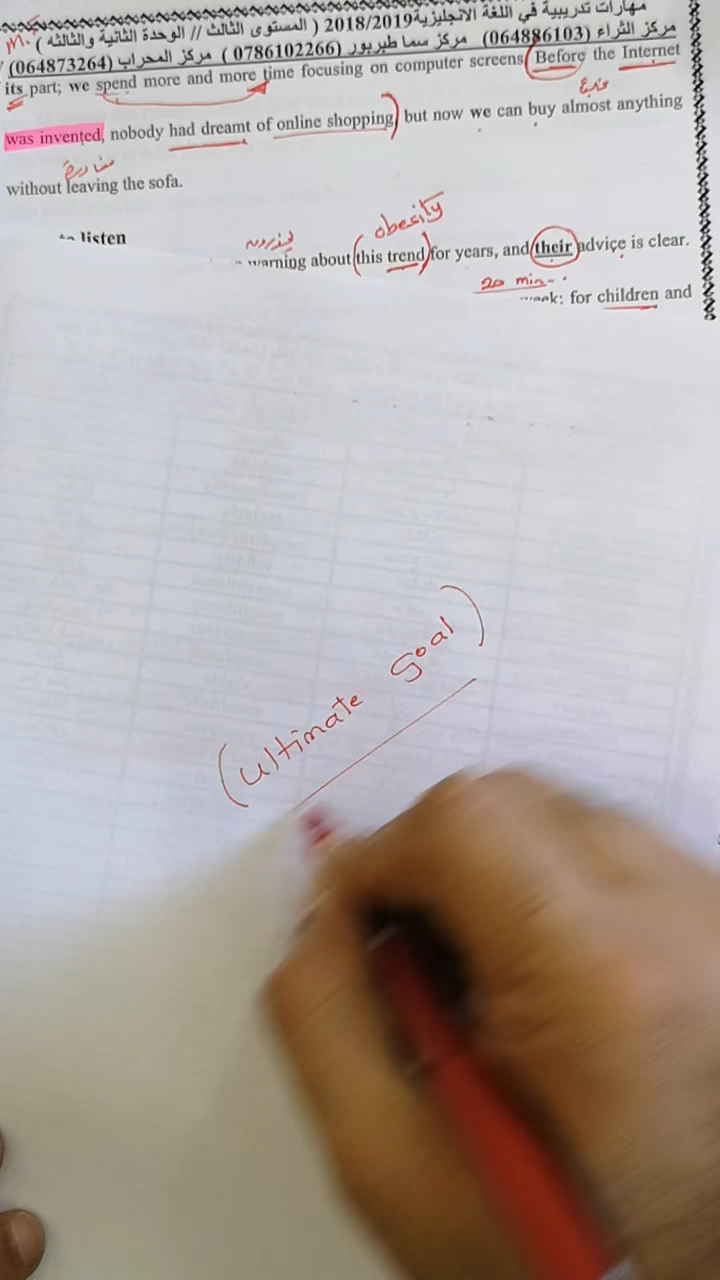 مهارات تدريبية في اللغة الانجليزية 2018/2019 ( المستوى الثالث // الوحدة الثانية والثالثه ) .M
مركز الثراء (064886103) مركز سما طبربور (0786102266 ) مركز المحراب (064873264)
its part; we spend more and more time focusing on computer screens Before the Internet
was invented, nobody had dreamt of online shopping) but now we can buy almost anything
without leaving the sofa.
obesity
listen
warning about (this trend) for years, and their advice is clear.
20 min
for children and
(ultimate goal)